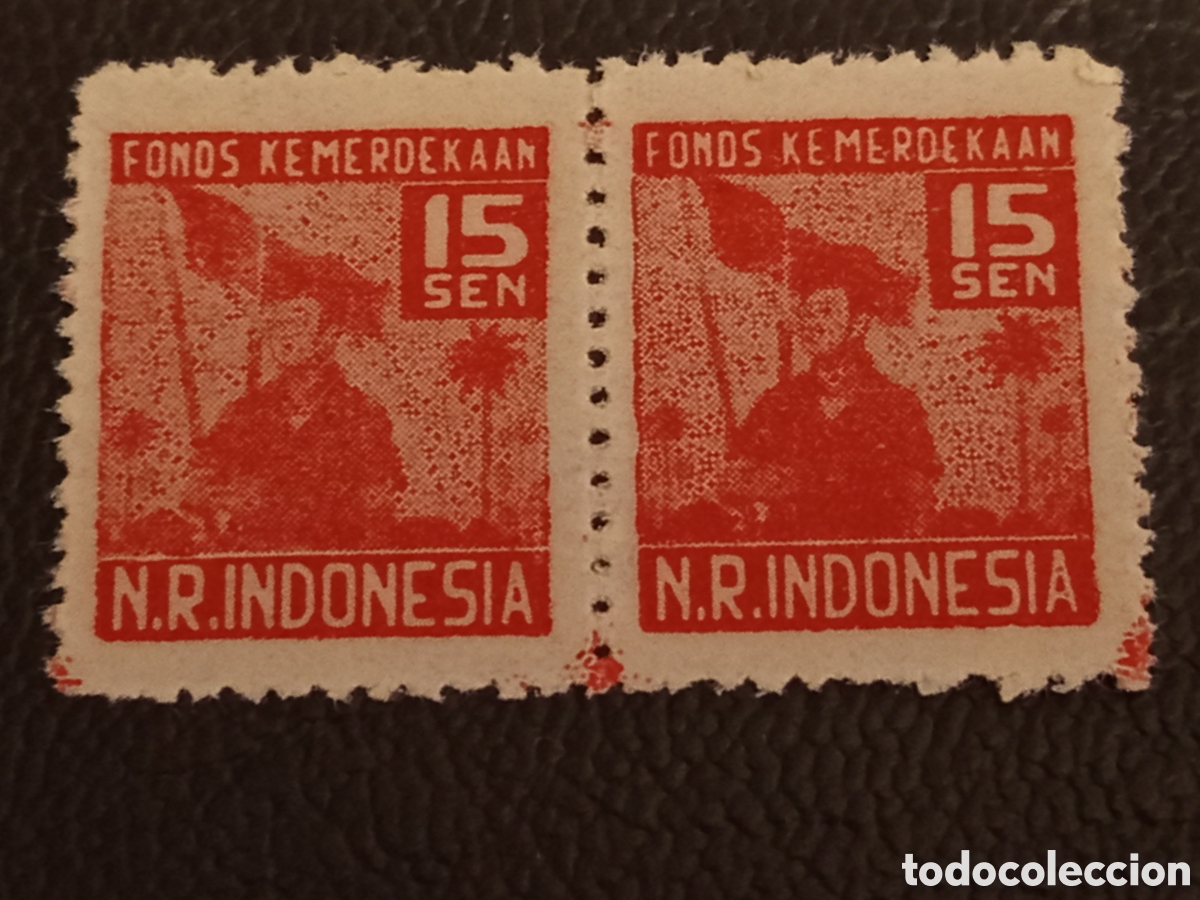 FONDS KEMERDEKAAN
15
SEN
N.R.INDONESIA
FONDS KEMERDEKAAN
15
SEN
N.R.INDONESIA
todocoleccion